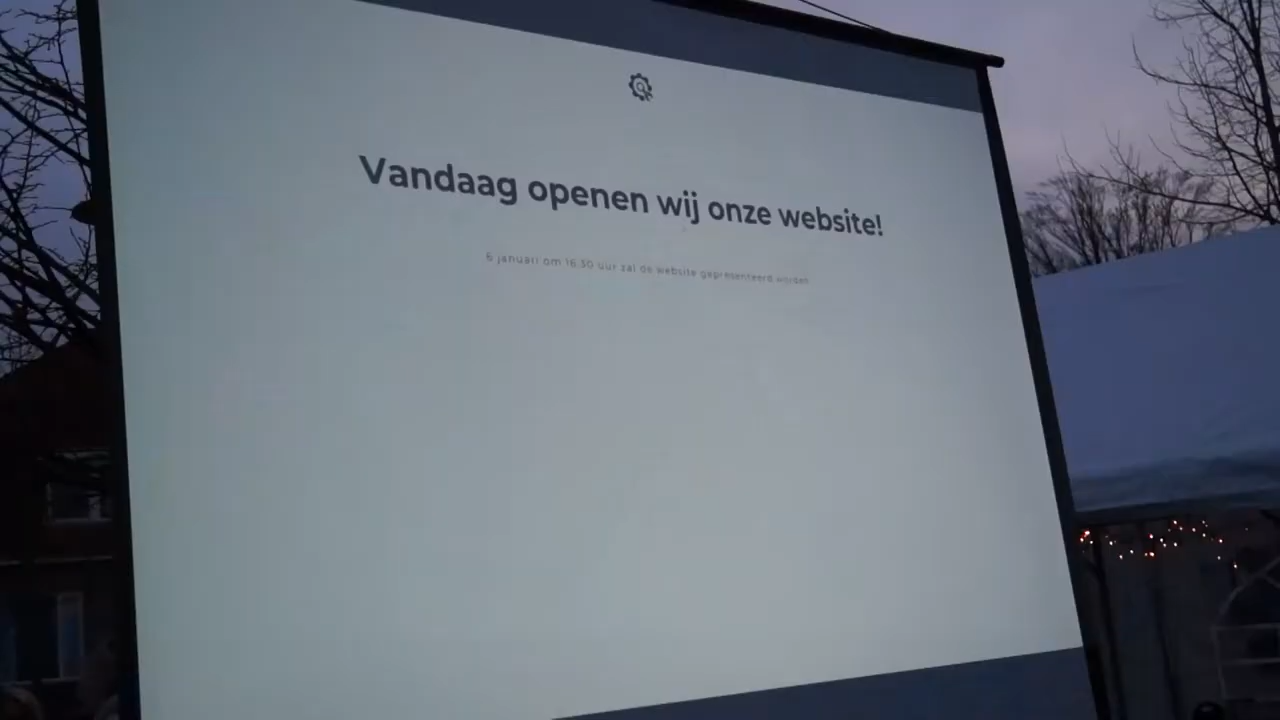 Vandaag openen wij onze website!
6 januari om 16.30 uur zal de website gepresenteerd worden